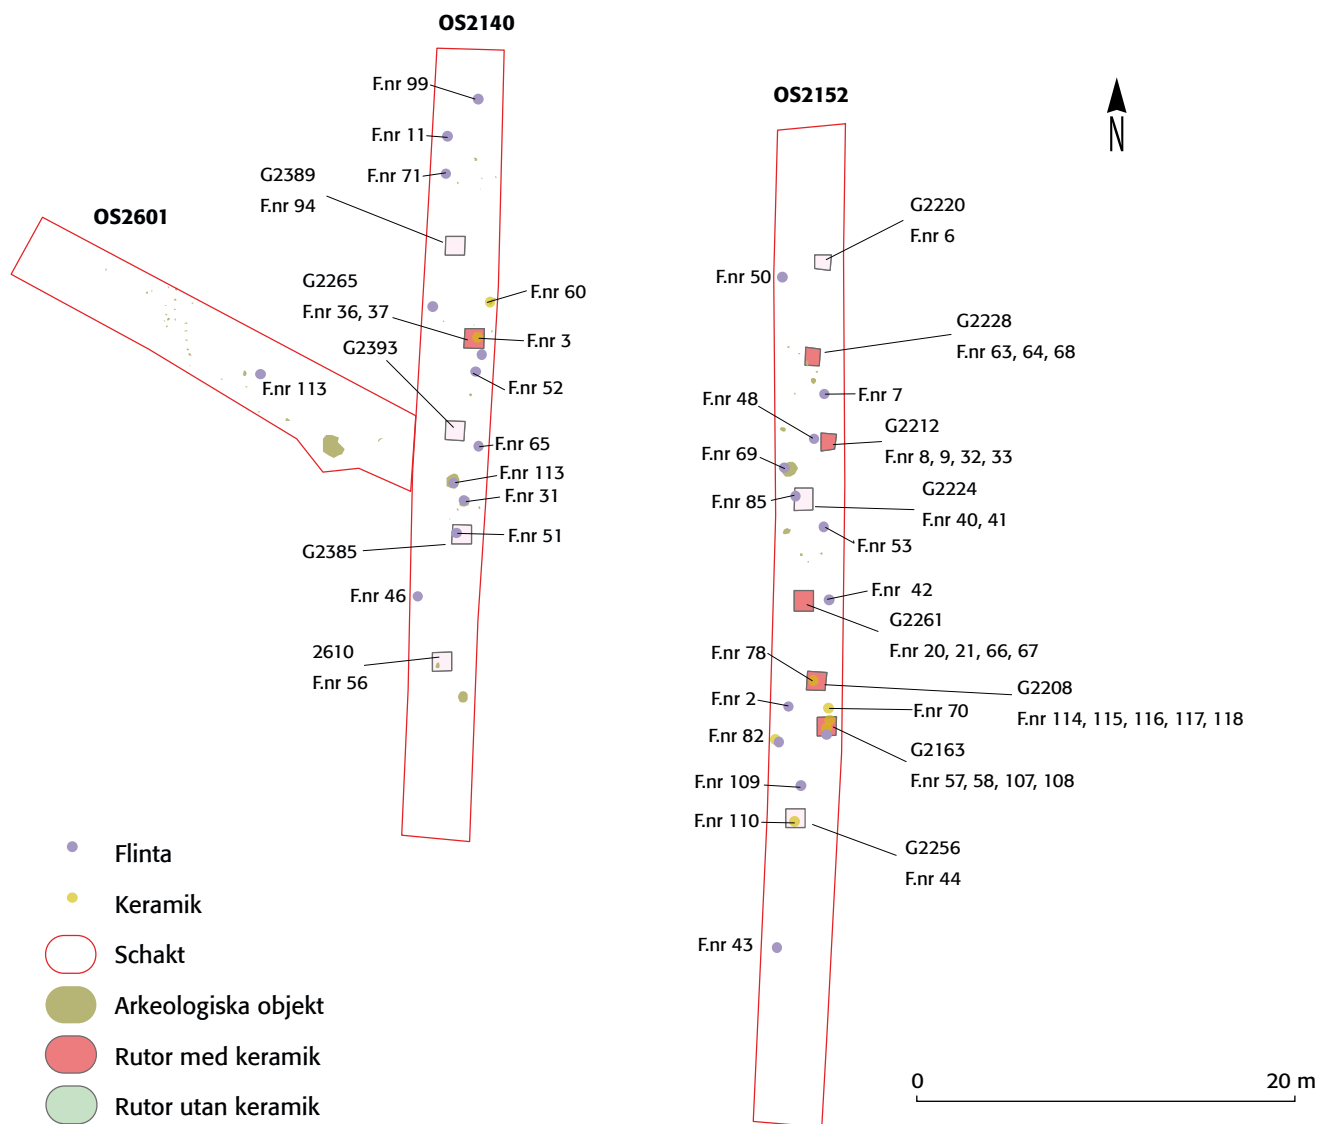 OS2140
F.nr 99
F.nr 11
F.nr 71
G2389
F.nr 94
OS2601
G2265
F.nr 36, 37
F.nr 60
F.nr 3
G2393
F.nr 52
F.nr 113
F.nr 65
F.nr 113
F.nr 31
F.nr 51
G2385
F.nr 46
2610
F.nr 56
OS2152
N
G2220
F.nr 6
F.nr 50
G2228
F.nr 63, 64, 68
F.nr 7
F.nr 48
G2212
F.nr 8, 9, 32, 33
F.nr 69
G2224
F.nr 40, 41
F.nr 85
F.nr 53
F.nr 42
G2261
F.nr 20, 21, 66, 67
F.nr 78
G2208
F.nr 114, 115, 116, 117, 118
F.nr 2
F.nr 70
F.nr 82
G2163
F.nr 57, 58, 107, 108
F.nr 109
F.nr 110
G2256
F.nr 44
F.nr 43
Flinta
Keramik
Schakt
Arkeologiska objekt
Rutor med keramik
Rutor utan keramik
0 20 m